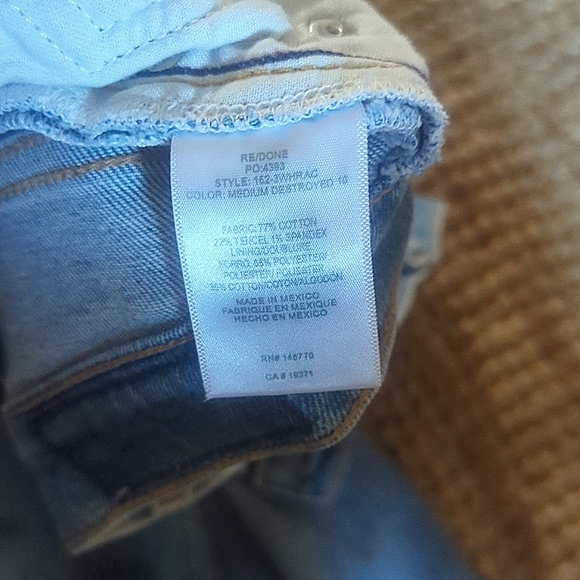 RE/DONE
PO:4393
STYLE: 162-3WHRAC
COLOR: MEDIUM DESTROYED 10
FABRIC: 77% COTTON
22% TENCEL 1% SPANDEX
LINING/DOUBLURE
FORRO: 65% POLYESTER/
POLIESTER/ POLIESTER
35% COTTON/COTON/ALGODON
MADE IN MEXICO
FABRIQUE EN MEXIQUE
HECHO EN MEXICO
RN# 148779
CA# 19371